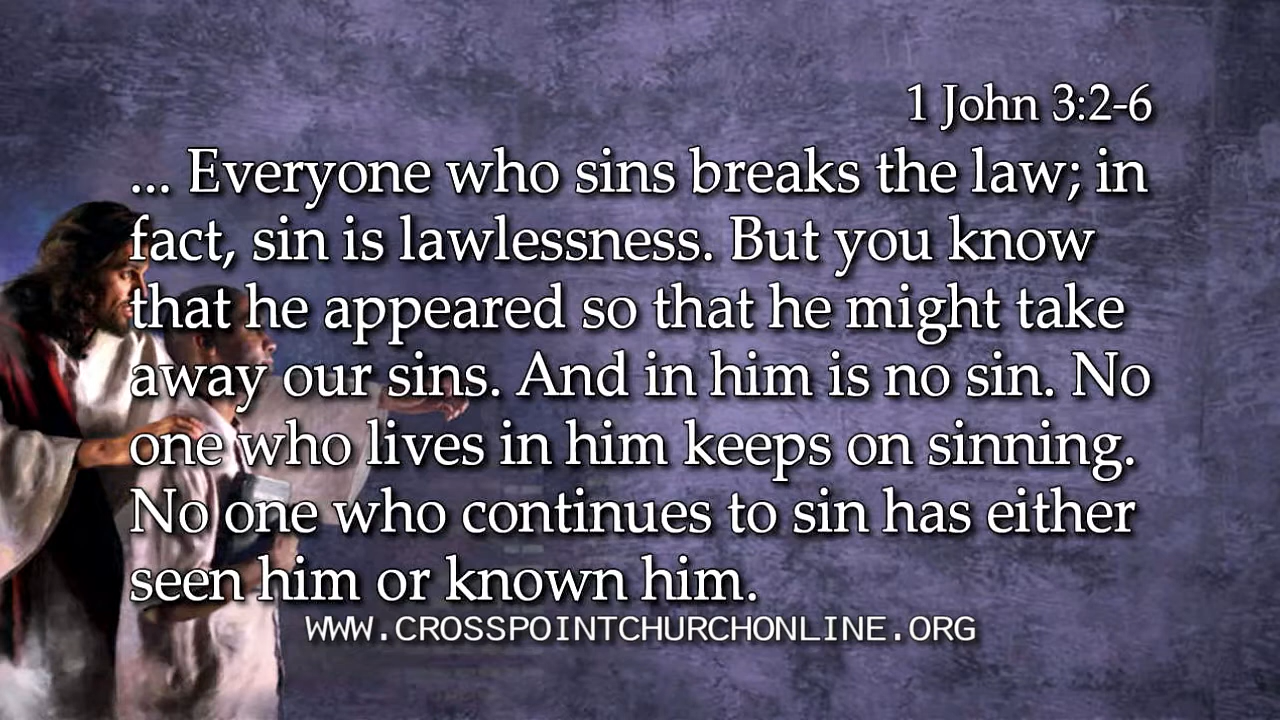 1 John 3:2-6
... Everyone who sins breaks the law; in
fact, sin is lawlessness. But you know
that he appeared so that he might take
away our sins. And in him is no sin. No
one who lives in him keeps on sinning.
No one who continues to sin has either
seen him or known him.
WWW.CROSSPOINTCHURCHONLINE.ORG